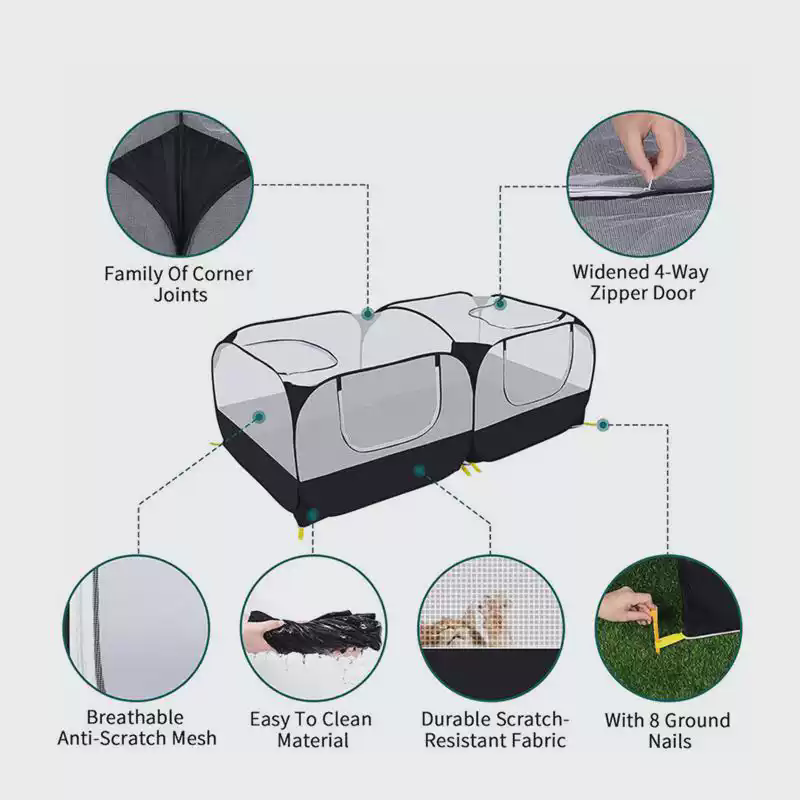 Family Of Corner
Joints
Widened 4-Way
Zipper Door
Breathable
Anti-Scratch Mesh
Easy To Clean
Material
Durable Scratch-
Resistant Fabric
With 8 Ground
Nails